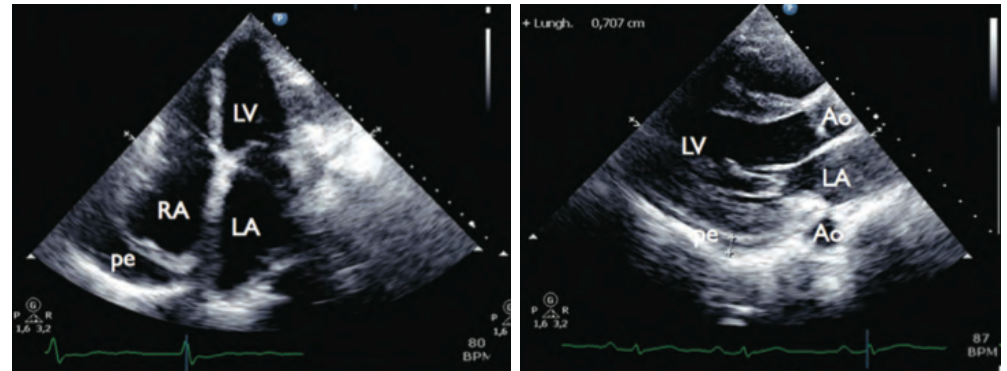 P
LV
RA
LA
pe
G
P R
1,6 3,2
80
BPM
+ Lungh. 0,707 cm
P
Ao
LV
LA
pe
Ao
G
P R
1,6 3,2
87
BPM